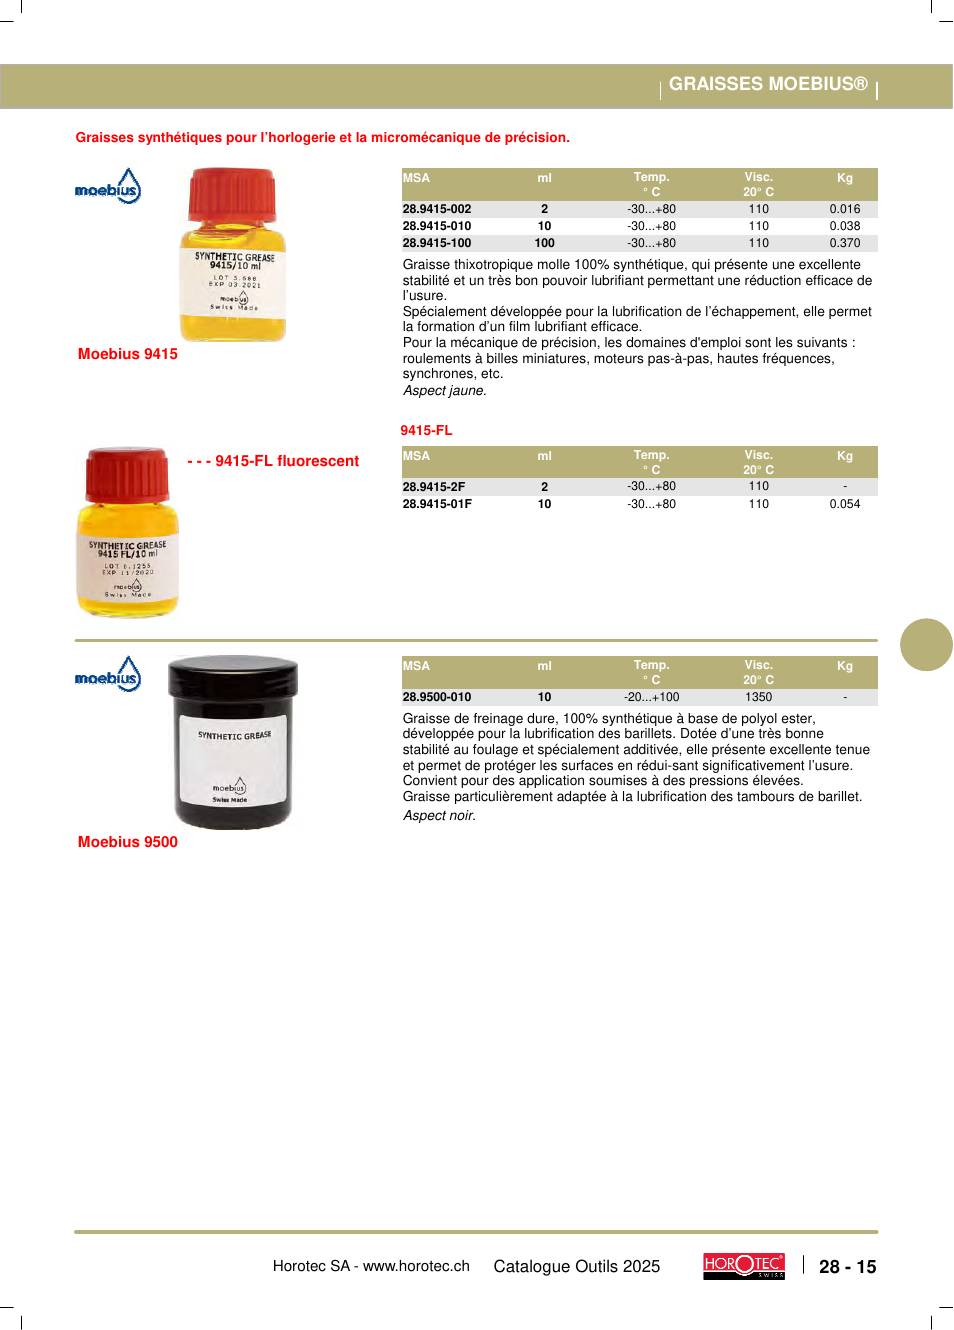 GRAISSES MOEBIUS®
Graisses synthétiques pour l’horlogerie et la micromécanique de précision.
moebius
SYNTHETIC GREASE
9415/10 ml
LOT 3.688
EXP 03.2021
moebius
Swiss Made
Moebius 9415
MSA ml Temp. ° C Visc. 20° C Kg
28.9415-002 2 -30...+80 110 0.016
28.9415-010 10 -30...+80 110 0.038
28.9415-100 100 -30...+80 110 0.370
Graisse thixotropique molle 100% synthétique, qui présente une excellente
stabilité et un très bon pouvoir lubrifiant permettant une réduction efficace de
l’usure.
Spécialement développée pour la lubrification de l’échappement, elle permet
la formation d’un film lubrifiant efficace.
Pour la mécanique de précision, les domaines d'emploi sont les suivants :
roulements à billes miniatures, moteurs pas-à-pas, hautes fréquences,
synchrones, etc.
Aspect jaune.
9415-FL
- - - 9415-FL fluorescent
SYNTHETIC GREASE
9415 FL/10 ml
EXP 11/2020
moebius
Swiss Made
MSA ml Temp. ° C Visc. 20° C Kg
28.9415-2F 2 -30...+80 110 -
28.9415-01F 10 -30...+80 110 0.054
moebius
SYNTHETIC GREASE
moebius
Swiss Made
Moebius 9500
MSA ml Temp. ° C Visc. 20° C Kg
28.9500-010 10 -20...+100 1350 -
Graisse de freinage dure, 100% synthétique à base de polyol ester,
développée pour la lubrification des barillets. Dotée d’une très bonne
stabilité au foulage et spécialement additivée, elle présente excellente tenue
et permet de protéger les surfaces en rédui-sant significativement l’usure.
Convient pour des application soumises à des pressions élevées.
Graisse particulièrement adaptée à la lubrification des tambours de barillet.
Aspect noir.
Horotec SA - www.horotec.ch Catalogue Outils 2025 HOROTEC SWISS 28 - 15